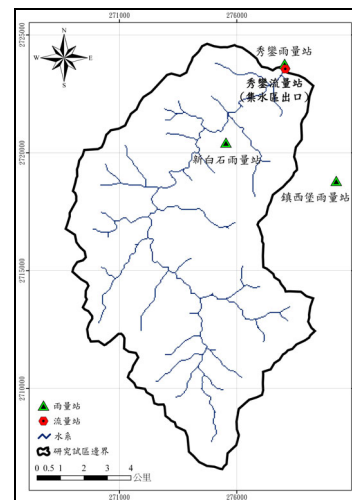 271000
276000
2725000
N
W
E
S
秀巒雨量站
秀巒流量站
(集水區出口)
2720000
新白石雨量站
鎮西堡雨量站
2715000
2710000
雨量站
流量站
水系
研究試區邊界
0 0.5 1 2 3 4
公里
271000
276000